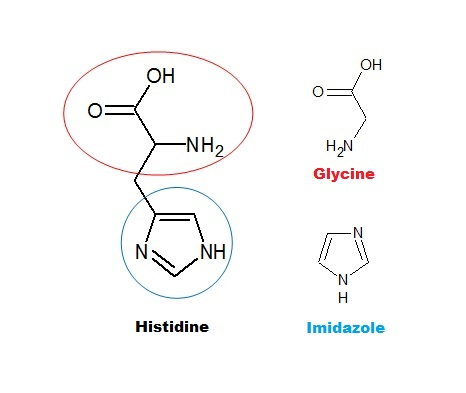 OH
O
NH2
N
NH
Histidine
OH
O
H2N
Glycine
N
N
H
Imidazole